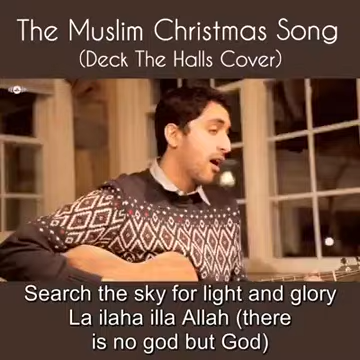 The Muslim Christmas Song
(Deck The Halls Cover)
Search the sky for light and glory
La ilaha illa Allah (there
is no god but God)